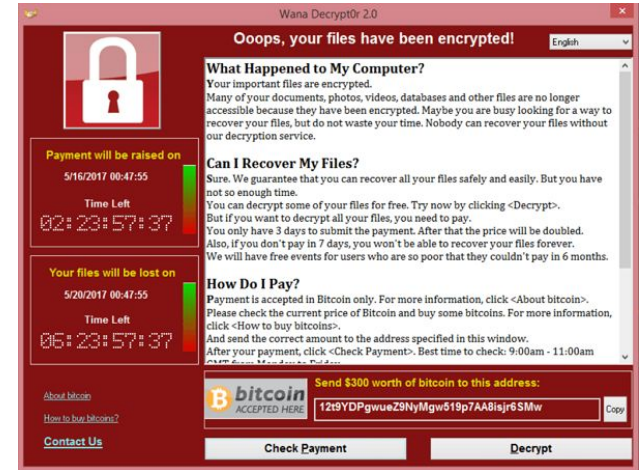 Wana Decrypt0r 2.0
Ooops, your files have been encrypted!
English
What Happened to My Computer?
Your important files are encrypted.
Many of your documents, photos, videos, databases and other files are no longer
accessible because they have been encrypted. Maybe you are busy looking for a way to
recover your files, but do not waste your time. Nobody can recover your files without
our decryption service.
Can I Recover My Files?
Sure. We guarantee that you can recover all your files safely and easily. But you have
not so enough time.
You can decrypt some of your files for free. Try now by clicking <Decrypt>.
But if you want to decrypt all your files, you need to pay.
You only have 3 days to submit the payment. After that the price will be doubled.
Also, if you don't pay in 7 days, you won't be able to recover your files forever.
We will have free events for users who are so poor that they couldn't pay in 6 months.
How Do I Pay?
Payment is accepted in Bitcoin only. For more information, click <About bitcoin>.
Please check the current price of Bitcoin and buy some bitcoins. For more information,
click <How to buy bitcoins>.
And send the correct amount to the address specified in this window.
After your payment, click <Check Payment>. Best time to check: 9:00am - 11:00am
GMT from Monday to Friday
Payment will be raised on
5/16/2017 00:47:55
Time Left
02:23:57:37
Your files will be lost on
5/20/2017 00:47:55
Time Left
06:23:57:37
About bitcoin
How to buy bitcoins?
Contact Us
bitcoin
ACCEPTED HERE
Send $300 worth of bitcoin to this address:
12t9YDPgwueZ9NyMgw519p7AA8isjr6SMw
Copy
Check Payment
Decrypt